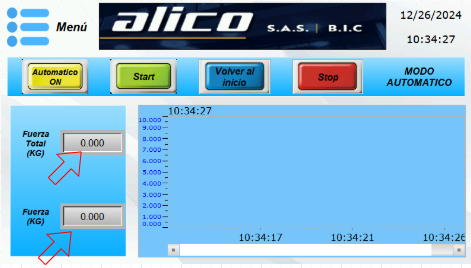 Menú
alico S.A.S. | B.I.C
12/26/2024
10:34:27
Automatico
ON
Start
Volver al
inicio
Stop
MODO
AUTOMATICO
Fuerza
Total
(KG)
0.000
Fuerza
(KG)
0.000
10:34:27
10.000
9.000
8.000
7.000
6.000
5.000
4.000
3.000
2.000
1.000
0.000
10:34:17 10:34:21 10:34:26